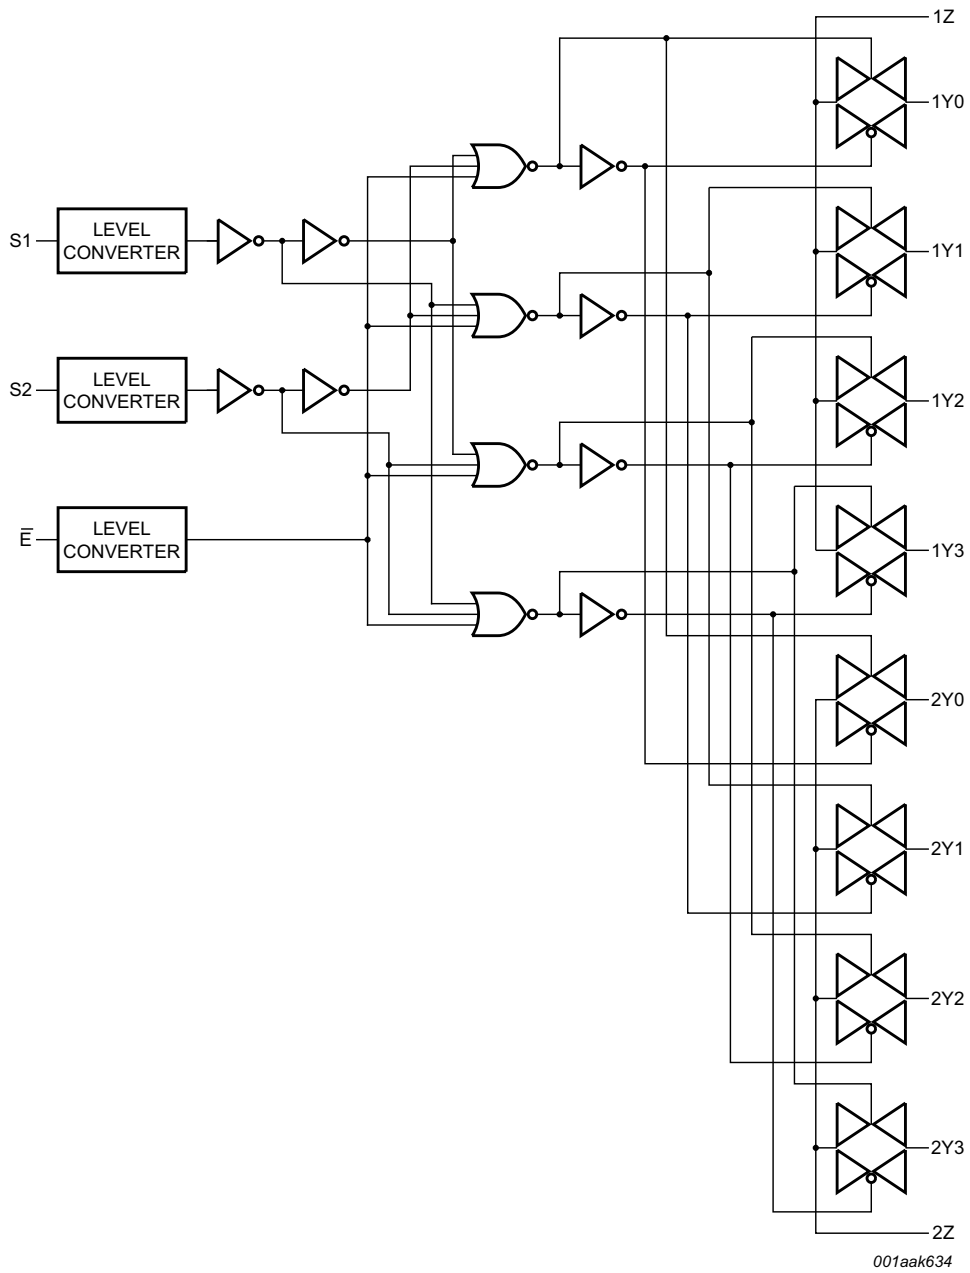 1Z
1Y0
S1
LEVEL
CONVERTER
1Y1
S2
LEVEL
CONVERTER
1Y2
E̅
LEVEL
CONVERTER
1Y3
2Y0
2Y1
2Y2
2Y3
2Z
001aak634